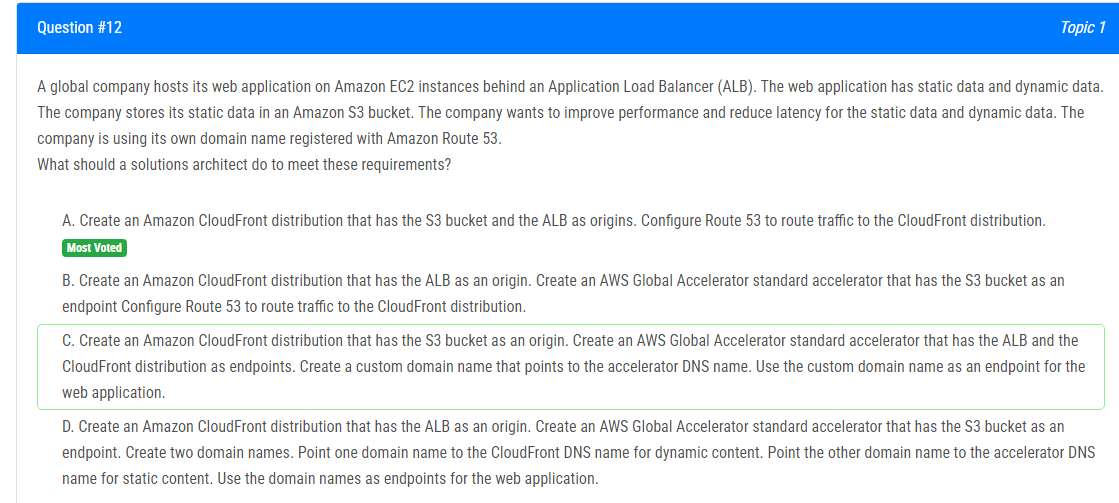 Question #12
Topic 1
A global company hosts its web application on Amazon EC2 instances behind an Application Load Balancer (ALB). The web application has static data and dynamic data.
The company stores its static data in an Amazon S3 bucket. The company wants to improve performance and reduce latency for the static data and dynamic data. The
company is using its own domain name registered with Amazon Route 53.
What should a solutions architect do to meet these requirements?
A. Create an Amazon CloudFront distribution that has the S3 bucket and the ALB as origins. Configure Route 53 to route traffic to the CloudFront distribution.
Most Voted
B. Create an Amazon CloudFront distribution that has the ALB as an origin. Create an AWS Global Accelerator standard accelerator that has the S3 bucket as an
endpoint Configure Route 53 to route traffic to the CloudFront distribution.
C. Create an Amazon CloudFront distribution that has the S3 bucket as an origin. Create an AWS Global Accelerator standard accelerator that has the ALB and the
CloudFront distribution as endpoints. Create a custom domain name that points to the accelerator DNS name. Use the custom domain name as an endpoint for the
web application.
D. Create an Amazon CloudFront distribution that has the ALB as an origin. Create an AWS Global Accelerator standard accelerator that has the S3 bucket as an
endpoint. Create two domain names. Point one domain name to the CloudFront DNS name for dynamic content. Point the other domain name to the accelerator DNS
name for static content. Use the domain names as endpoints for the web application.